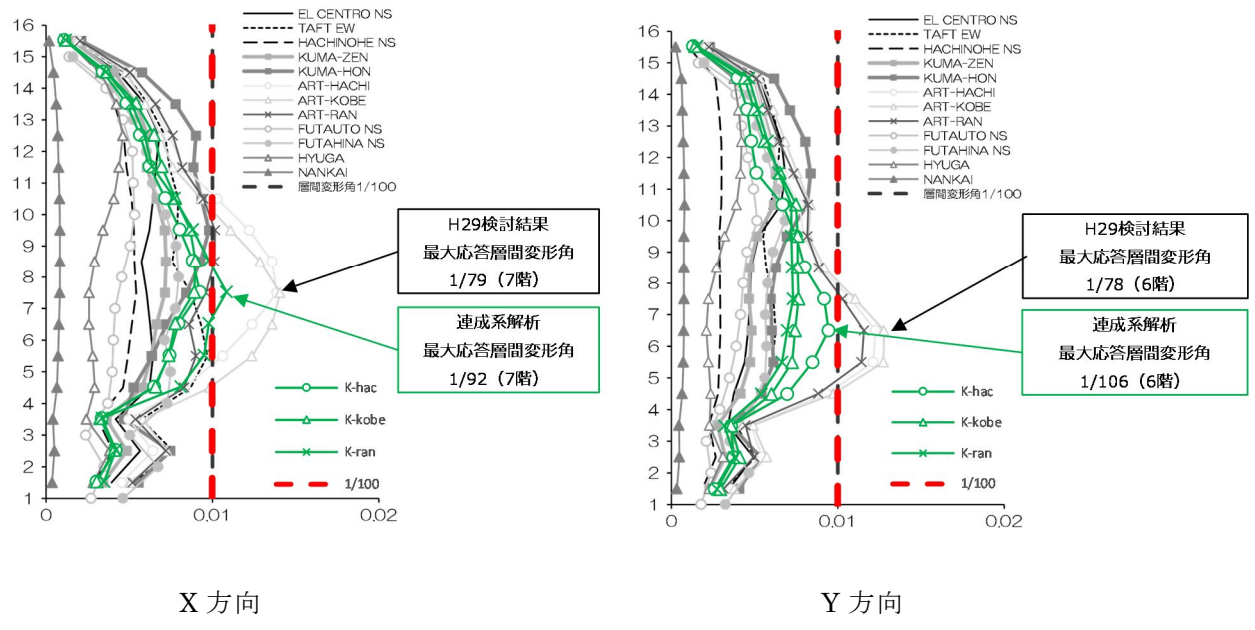 16
15
14
13
12
11
10
9
8
7
6
5
4
3
2
1
0
0.01
0.02
EL CENTRO NS
TAFT EW
HACHINOHE NS
KUMA-ZEN
KUMA-HON
ART-HACHI
ART-KOBE
ART-RAN
FUTAUTO NS
FUTAHINA NS
HYUGA
NANKAI
層間変形角1/100
H29検討結果
最大応答層間変形角
1/79（7階）
連成系解析
最大応答層間変形角
1/92（7階）
K-hac
K-kobe
K-ran
1/100
X 方向
16
15
14
13
12
11
10
9
8
7
6
5
4
3
2
1
0
0.01
0.02
EL CENTRO NS
TAFT EW
HACHINOHE NS
KUMA-ZEN
KUMA-HON
ART-HACHI
ART-KOBE
ART-RAN
FUTAUTO NS
FUTAHINA NS
HYUGA
NANKAI
層間変形角1/100
H29検討結果
最大応答層間変形角
1/78（6階）
連成系解析
最大応答層間変形角
1/106（6階）
K-hac
K-kobe
K-ran
1/100
Y 方向